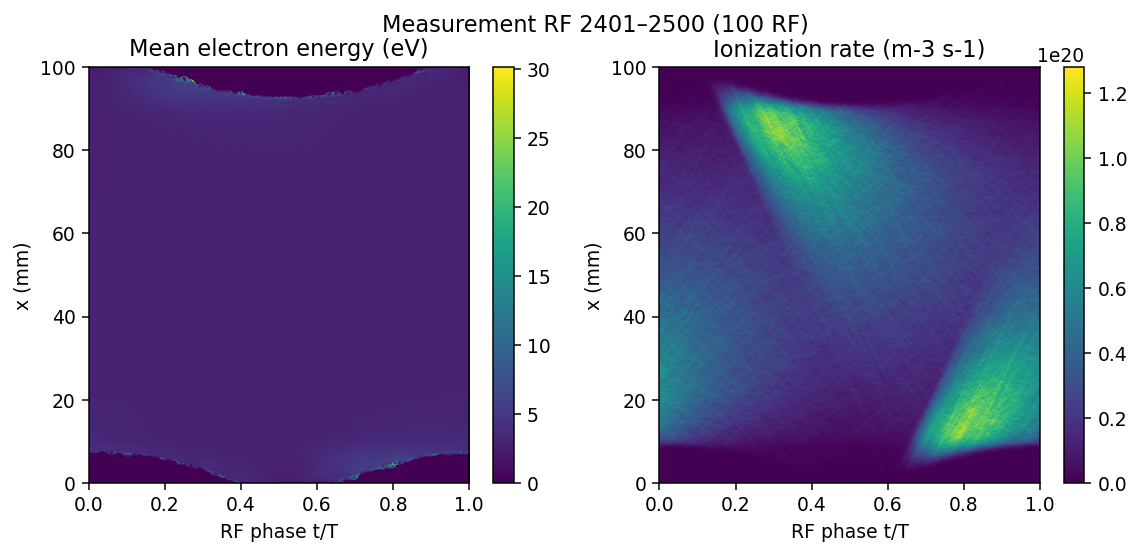 Measurement RF 2401–2500 (100 RF)
Mean electron energy (eV)
100
80
60
40
20
0
x (mm)
0.0 0.2 0.4 0.6 0.8 1.0
RF phase t/T
30
25
20
15
10
5
0
Ionization rate (m-3 s-1)
100
80
60
40
20
0
x (mm)
0.0 0.2 0.4 0.6 0.8 1.0
RF phase t/T
1e20
1.2
1.0
0.8
0.6
0.4
0.2
0.0